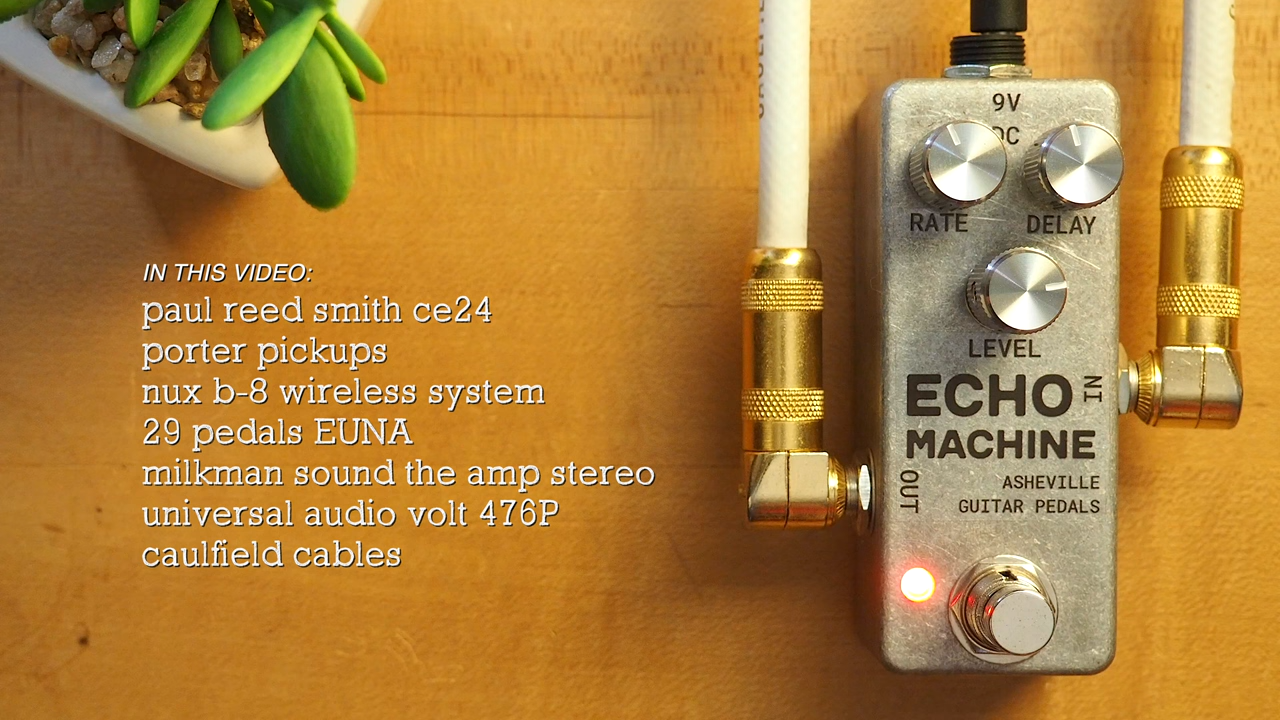 IN THIS VIDEO:
paul reed smith ce24
porter pickups
nux b-8 wireless system
29 pedals EUNA
milkman sound the amp stereo
universal audio volt 476P
caulfield cables
9V
DC
RATE
DELAY
LEVEL
ECHO
IN
MACHINE
OUT
ASHEVILLE
GUITAR PEDALS